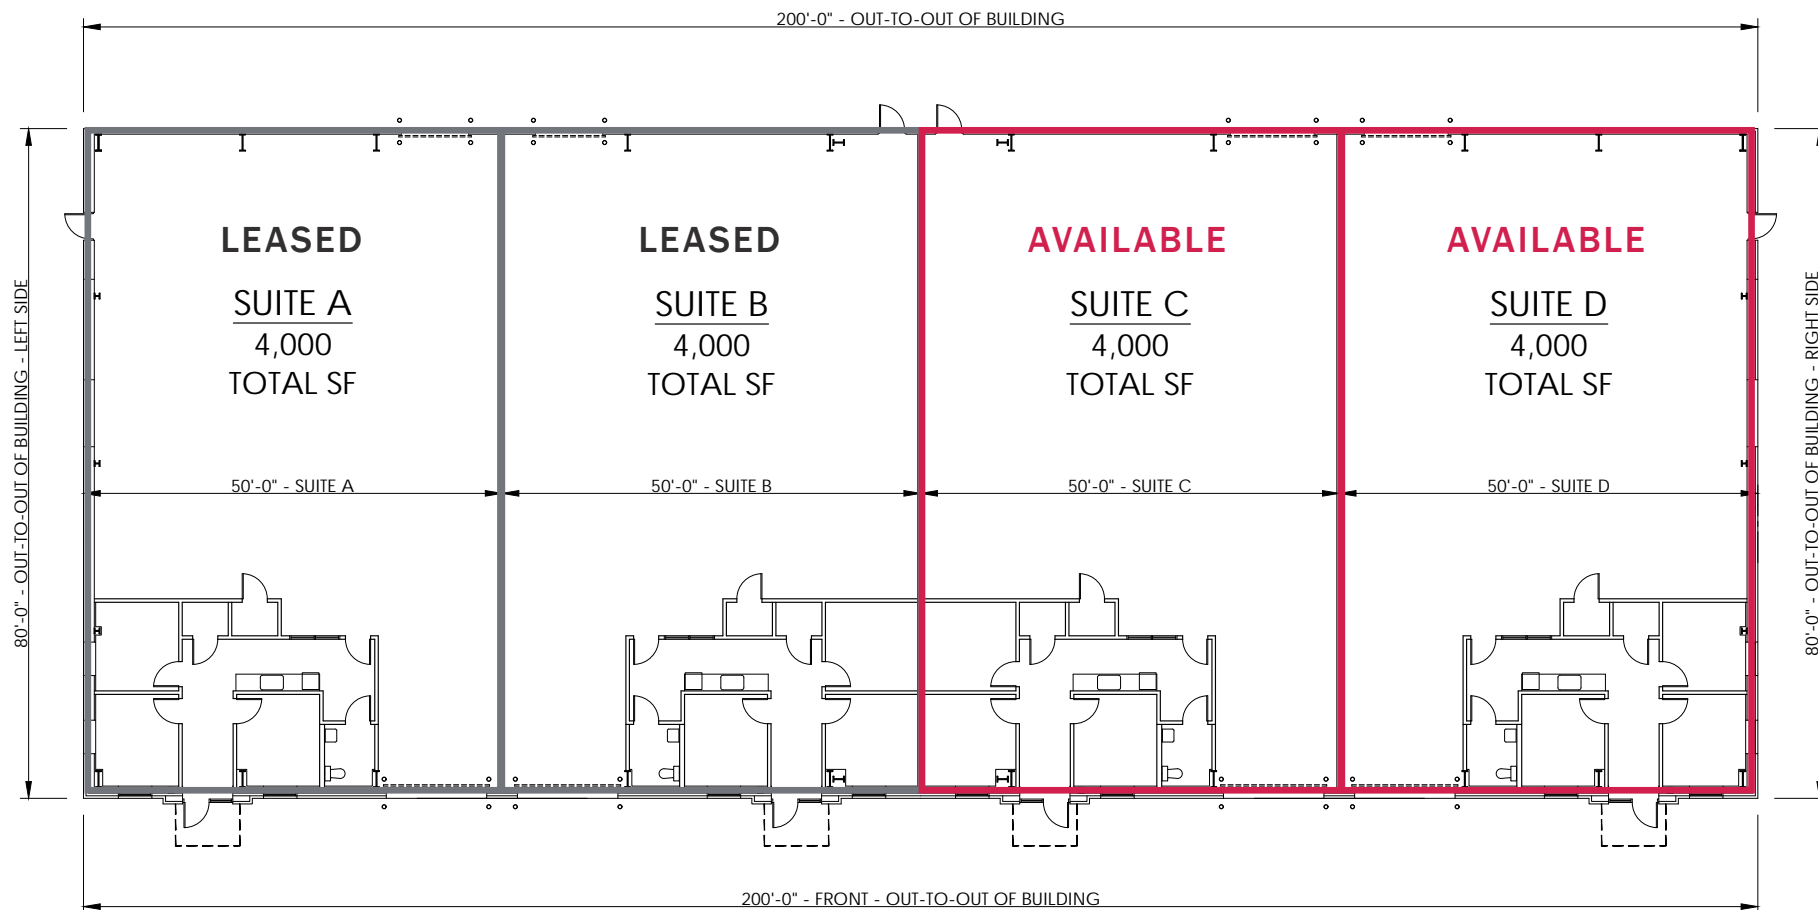 200'-0" - OUT-TO-OUT OF BUILDING
80'-0" - OUT-TO-OUT OF BUILDING - LEFT SIDE
LEASED
SUITE A
4,000
TOTAL SF
50'-0" - SUITE A
LEASED
SUITE B
4,000
TOTAL SF
50'-0" - SUITE B
AVAILABLE
SUITE C
4,000
TOTAL SF
50'-0" - SUITE C
AVAILABLE
SUITE D
4,000
TOTAL SF
50'-0" - SUITE D
80'-0" - OUT-TO-OUT OF BUILDING - RIGHT SIDE
200'-0" - FRONT - OUT-TO-OUT OF BUILDING